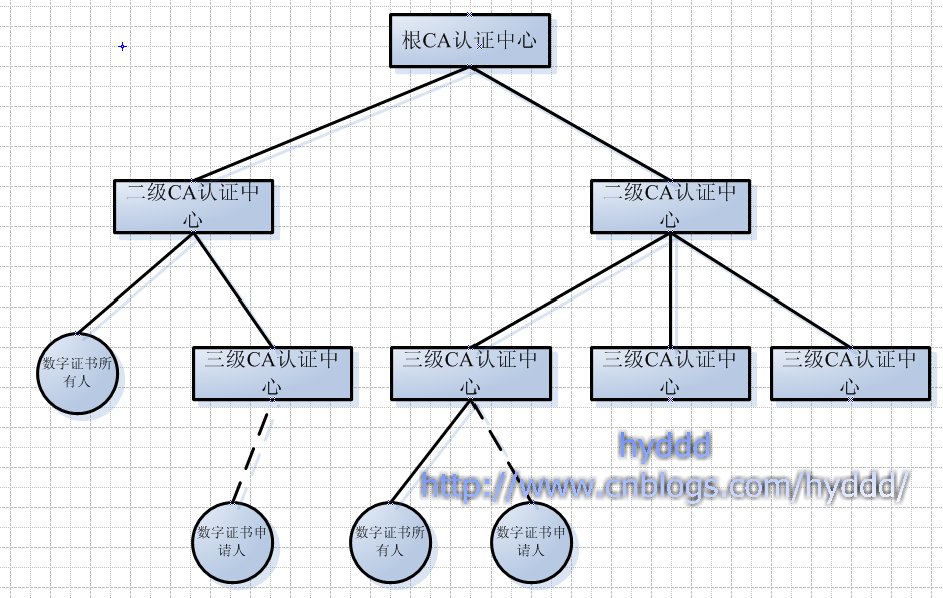 根CA认证中心
二级CA认证中
心
二级CA认证中
心
数字证书所
有人
三级CA认证中
心
三级CA认证中
心
三级CA认证中
心
三级CA认证中
心
hyddd
http://www.cnblogs.com/hyddd/
数字证书申
请人
数字证书所
有人
数字证书申
请人